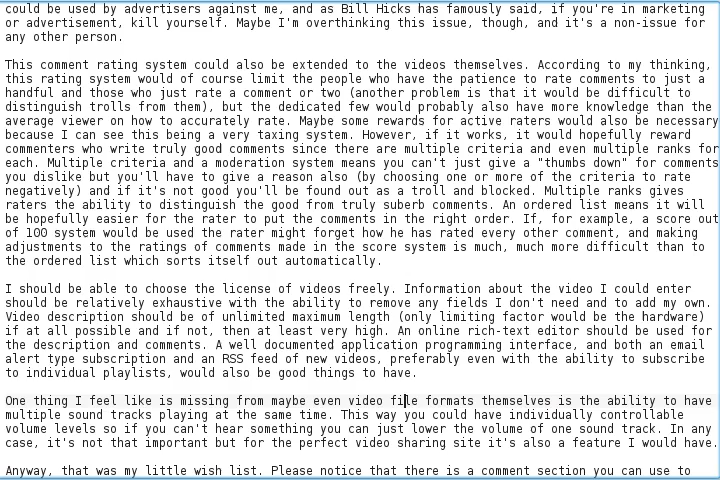 could be used by advertisers against me, and as Bill Hicks has famously said, if you're in marketing
or advertisement, kill yourself. Maybe I'm overthinking this issue, though, and it's a non-issue for
any other person.
This comment rating system could also be extended to the videos themselves. According to my thinking,
this rating system would of course limit the people who have the patience to rate comments to just a
handful and those who just rate a comment or two (another problem is that it would be difficult to
distinguish trolls from them), but the dedicated few would probably also have more knowledge than the
average viewer on how to accurately rate. Maybe some rewards for active raters would also be necessary
because I can see this being a very taxing system. However, if it works, it would hopefully reward
commenters who write truly good comments since there are multiple criteria and even multiple ranks for
each. Multiple criteria and a moderation system means you can't just give a "thumbs down" for comments
you dislike but you'll have to give a reason also (by choosing one or more of the criteria to rate
negatively) and if it's not good you'll be found out as a troll and blocked. Multiple ranks gives
raters the ability to distinguish the good from truly suberb comments. An ordered list means it will
be hopefully easier for the rater to put the comments in the right order. If, for example, a score out
of 100 system would be used the rater might forget how he has rated every other comment, and making
adjustments to the ratings of comments made in the score system is much, much more difficult than to
the ordered list which sorts itself out automatically.
I should be able to choose the license of videos freely. Information about the video I could enter
should be relatively exhaustive with the ability to remove any fields I don't need and to add my own.
Video description should be of unlimited maximum length (only limiting factor would be the hardware)
if at all possible and if not, then at least very high. An online rich-text editor should be used for
the description and comments. A well documented application programming interface, and both an email
alert type subscription and an RSS feed of new videos, preferably even with the ability to subscribe
to individual playlists, would also be good things to have.
One thing I feel like is missing from maybe even video file formats themselves is the ability to have
multiple sound tracks playing at the same time. This way you could have individually controllable
volume levels so if you can't hear something you can just lower the volume of one sound track. In any
case, it's not that important but for the perfect video sharing site it's also a feature I would have.
Anyway, that was my little wish list. Please notice that there is a comment section you can use to